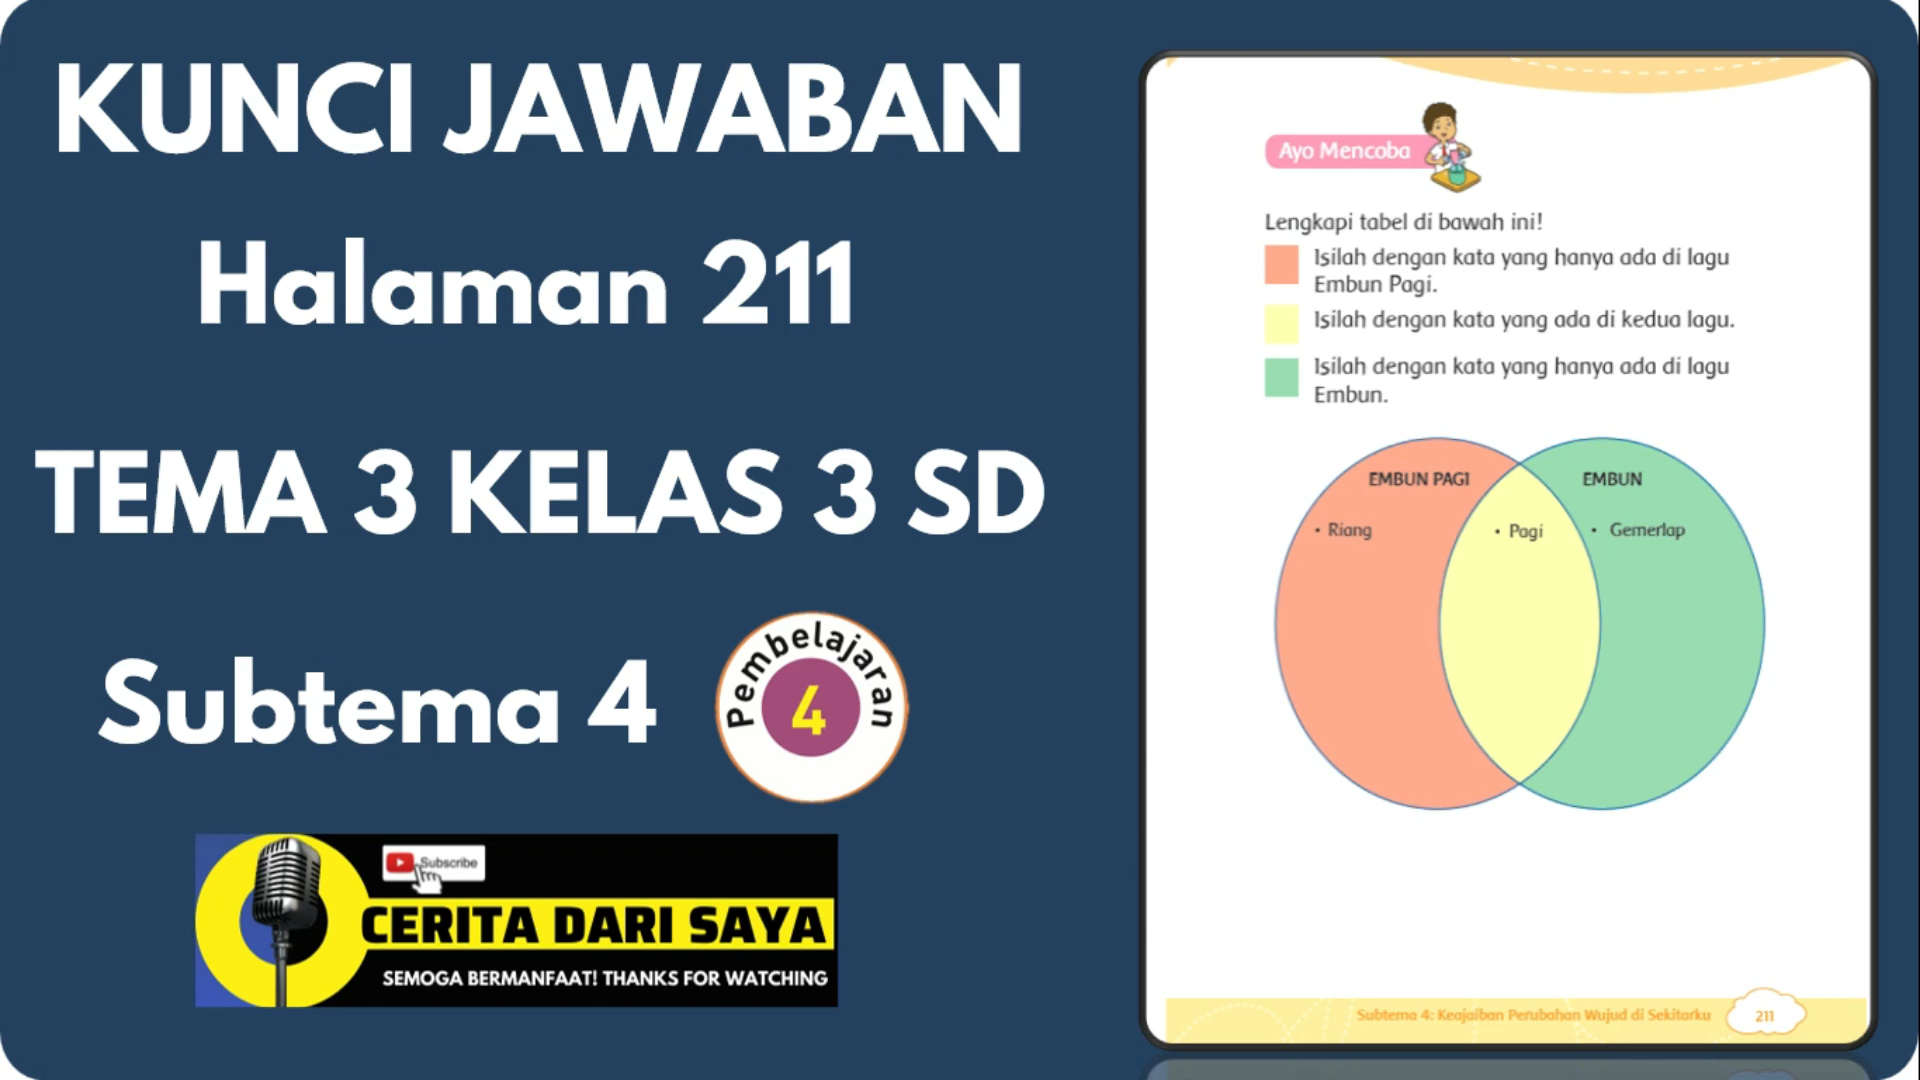 KUNCI JAWABAN
Halaman 211
TEMA 3 KELAS 3 SD
Subtema 4
Pembelajaran
4
Subscribe
CERITA DARI SAYA
SEMOGA BERMANFAAT! THANKS FOR WATCHING
Ayo Mencoba
Lengkapi tabel di bawah ini!
Isilah dengan kata yang hanya ada di lagu
Embun Pagi.
Isilah dengan kata yang ada di kedua lagu.
Isilah dengan kata yang hanya ada di lagu
Embun.
EMBUN PAGI
EMBUN
• Riang
• Pagi
• Gemerlap
Subtema 4: Keajaiban Perubahan Wujud di Sekitarku
211